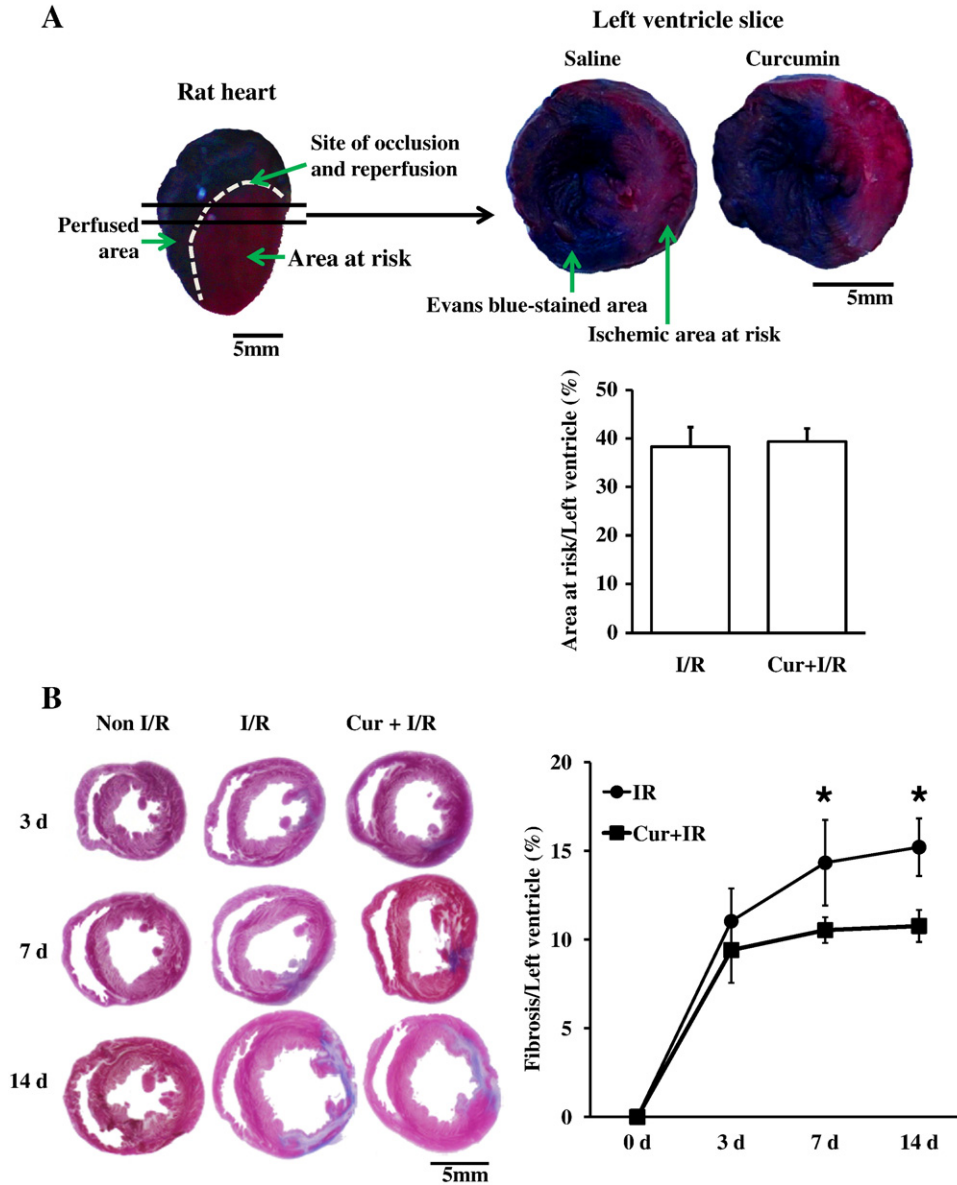 A
Left ventricle slice
Saline
Curcumin
Rat heart
Site of occlusion
and reperfusion
Perfused
area
Area at risk
5mm
Evans blue-stained area
Ischemic area at risk
5mm
Area at risk/Left ventricle (%)
50
40
30
20
10
0
I/R
Cur+I/R
B
Non I/R
I/R
Cur + I/R
3 d
7 d
14 d
5mm
Fibrosis/Left ventricle (%)
20
15
10
5
0
IR
Cur+IR
*
*
0 d
3 d
7 d
14 d